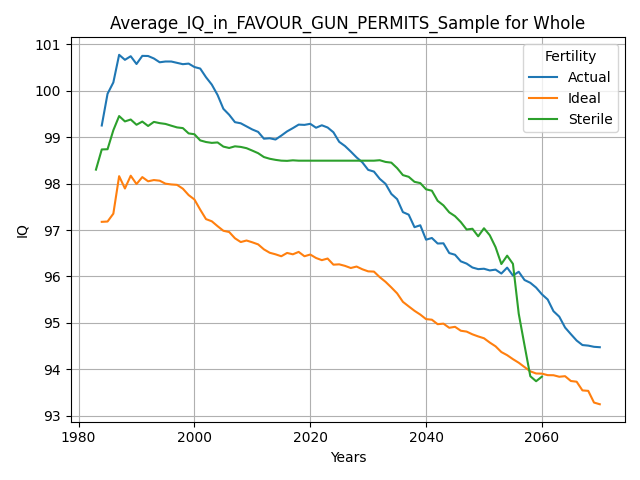 Average_IQ_in_FAVOUR_GUN_PERMITS_Sample for Whole
Fertility
Actual
Ideal
Sterile
IQ
101
100
99
98
97
96
95
94
93
1980
2000
2020
2040
2060
Years